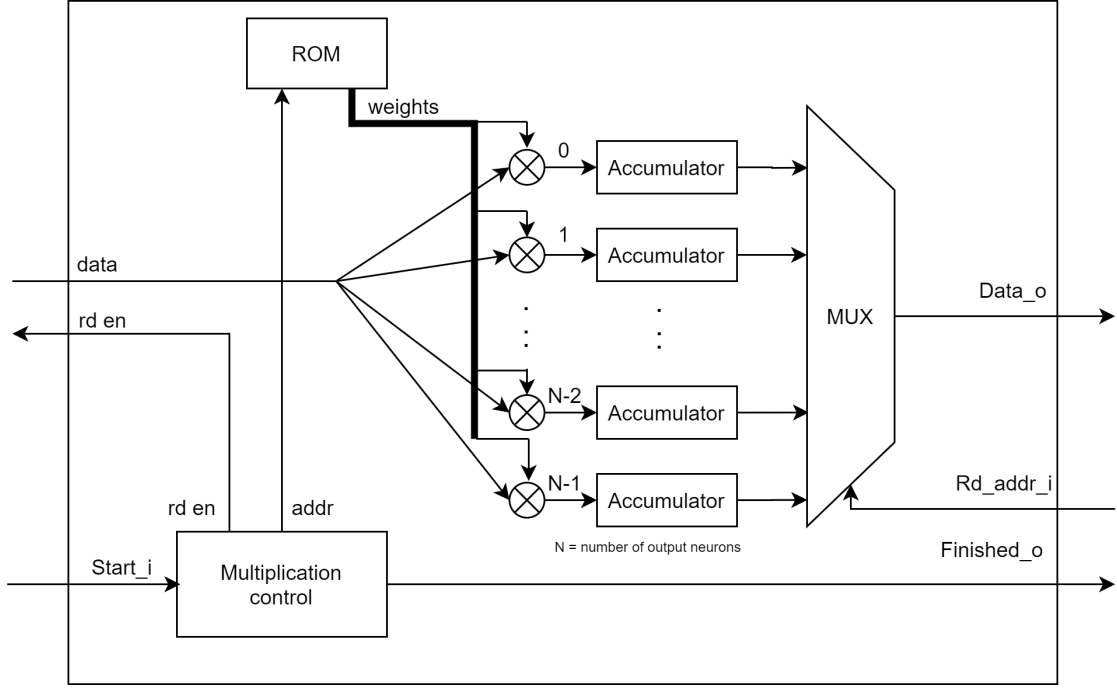 ROM
weights
0
Accumulator
1
Accumulator
data
Data_o
rd en
MUX
N-2
Accumulator
N-1
Accumulator
Rd_addr_i
rd en
addr
N = number of output neurons
Finished_o
Start_i
Multiplication
control